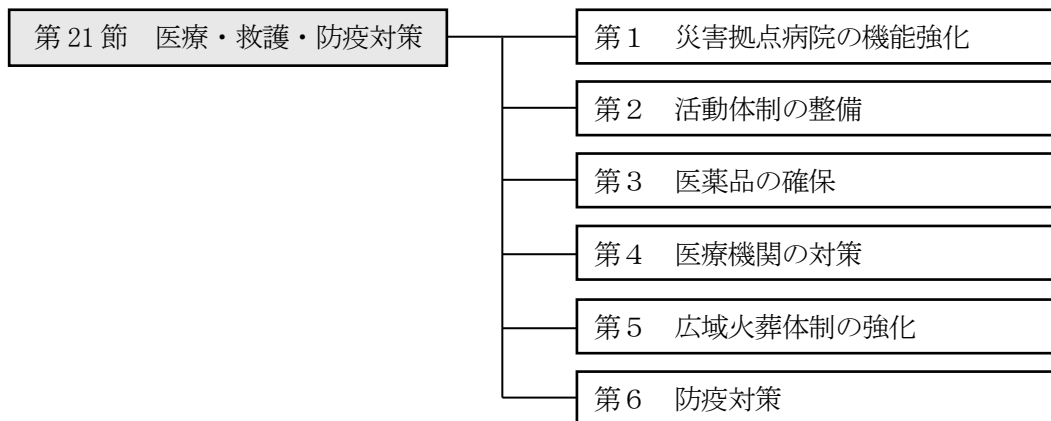 第21節　医療・救護・防疫対策
第１　災害拠点病院の機能強化
第２　活動体制の整備
第３　医薬品の確保
第４　医療機関の対策
第５　広域火葬体制の強化
第６　防疫対策